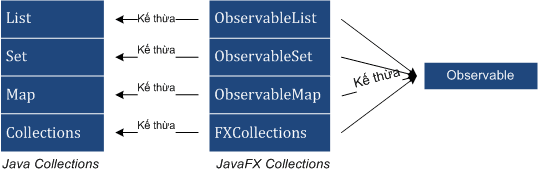 List Kế thừa ObservableList
Set Kế thừa ObservableSet
Kế thừa Observable
Map Kế thừa ObservableMap
Collections Kế thừa FXCollections
Java Collections JavaFX Collections